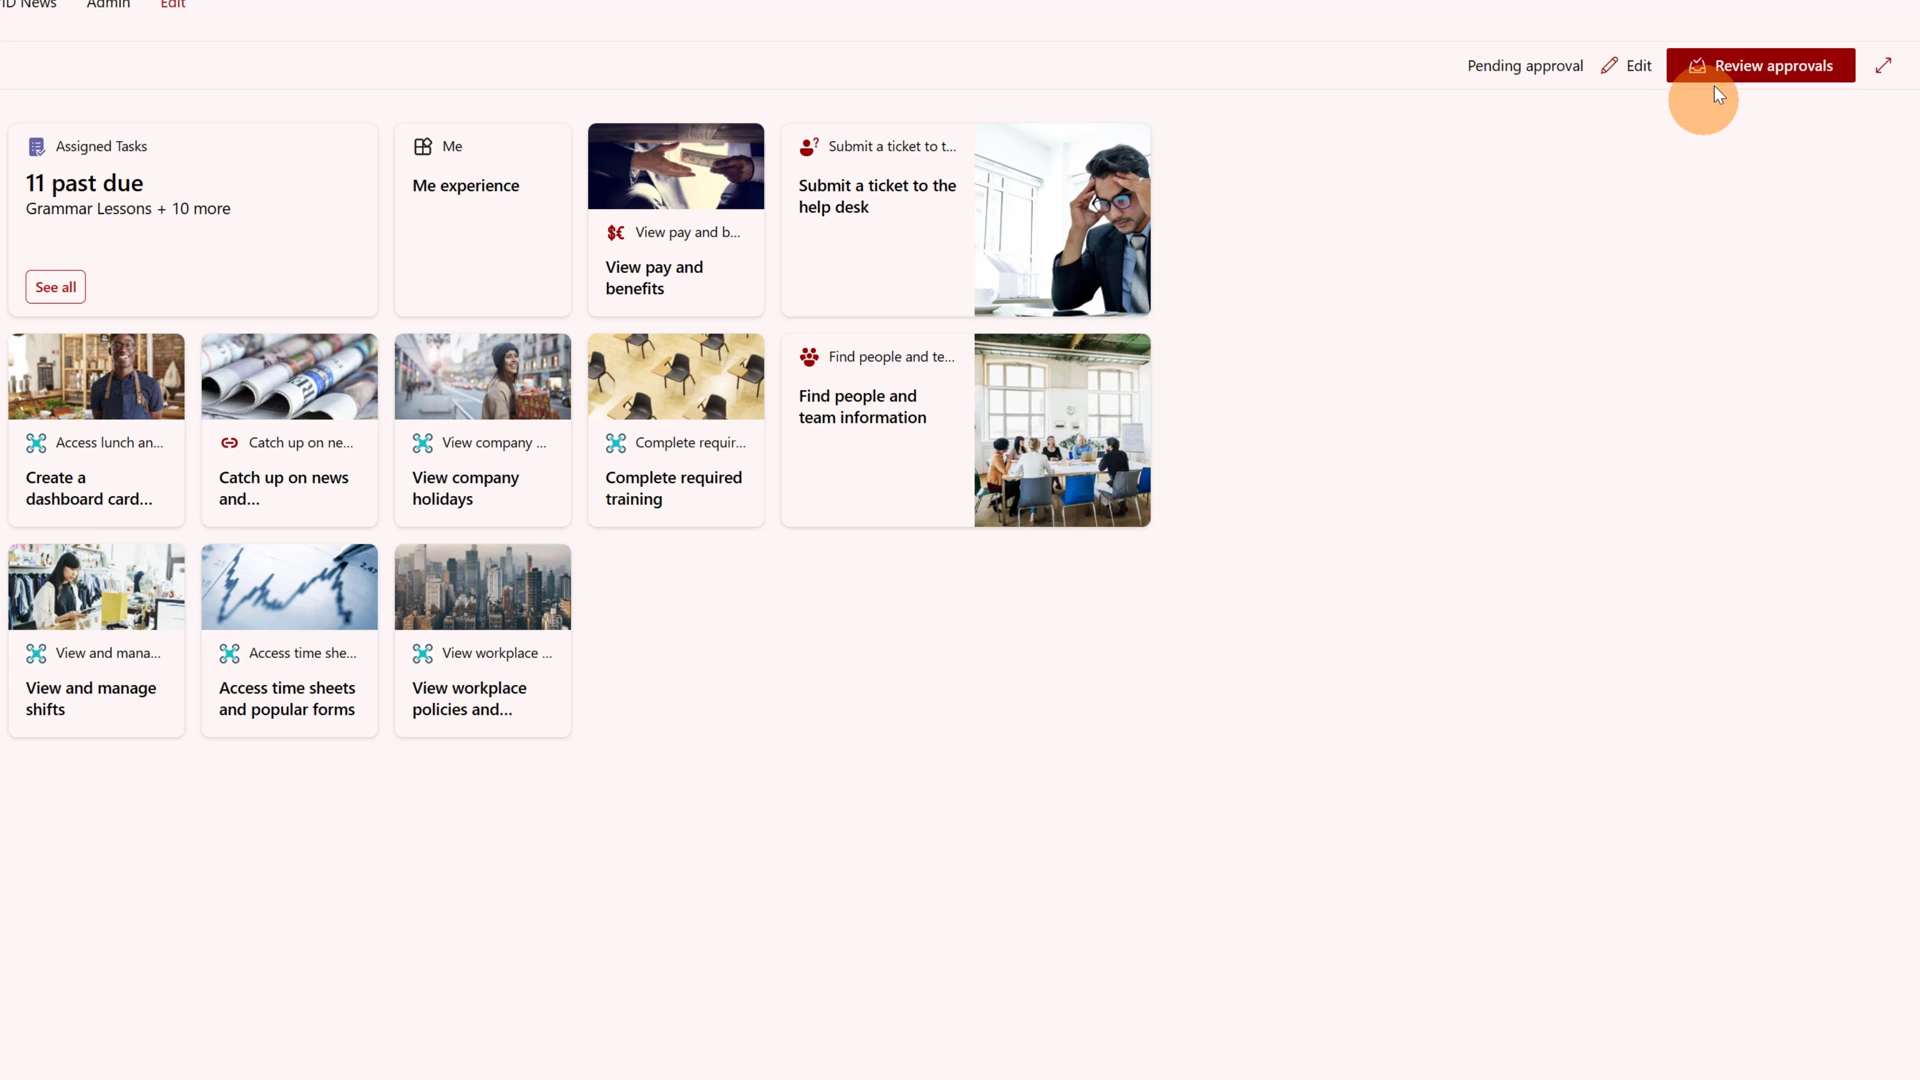 News
Admin
Edit
Pending approval
Edit
Review approvals
Assigned Tasks
11 past due
Grammar Lessons + 10 more
See all
Me
Me experience
$€
View pay and b...
View pay and
benefits
Submit a ticket to t...
Submit a ticket to the
help desk
Access lunch an...
Create a
dashboard card...
Catch up on ne...
Catch up on news
and...
View company ...
View company
holidays
Complete requir...
Complete required
training
Find people and te...
Find people and
team information
View and mana...
View and manage
shifts
Access time she...
Access time sheets
and popular forms
View workplace ...
View workplace
policies and...